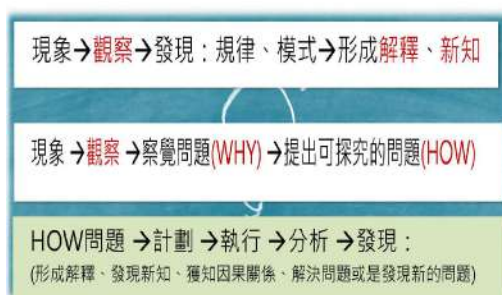 現象→觀察→發現：規律、模式→形成解釋、新知
現象→觀察→察覺問題(WHY)→提出可探究的問題(HOW)
HOW問題→計劃→執行→分析→發現：
(形成解釋、發現新知、獲知因果關係、解決問題或是發現新的問題)